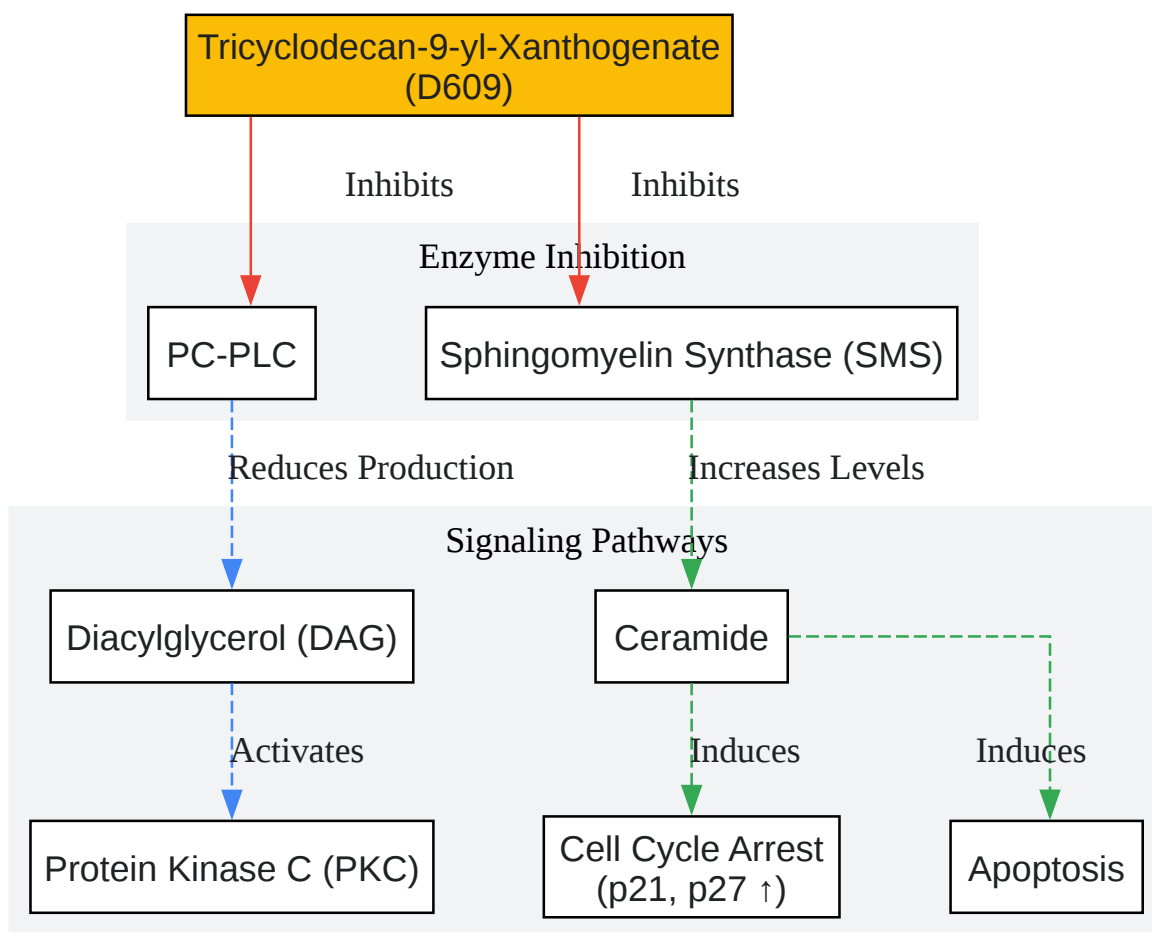 Tricyclodecan-9-yl-Xanthogenate
(D609)
Inhibits
Inhibits
Enzyme Inhibition
PC-PLC
Sphingomyelin Synthase (SMS)
Reduces Production
Increases Levels
Signaling Pathways
Diacylglycerol (DAG)
Ceramide
Activates
Induces
Induces
Protein Kinase C (PKC)
Cell Cycle Arrest
(p21, p27 ↑)
Apoptosis